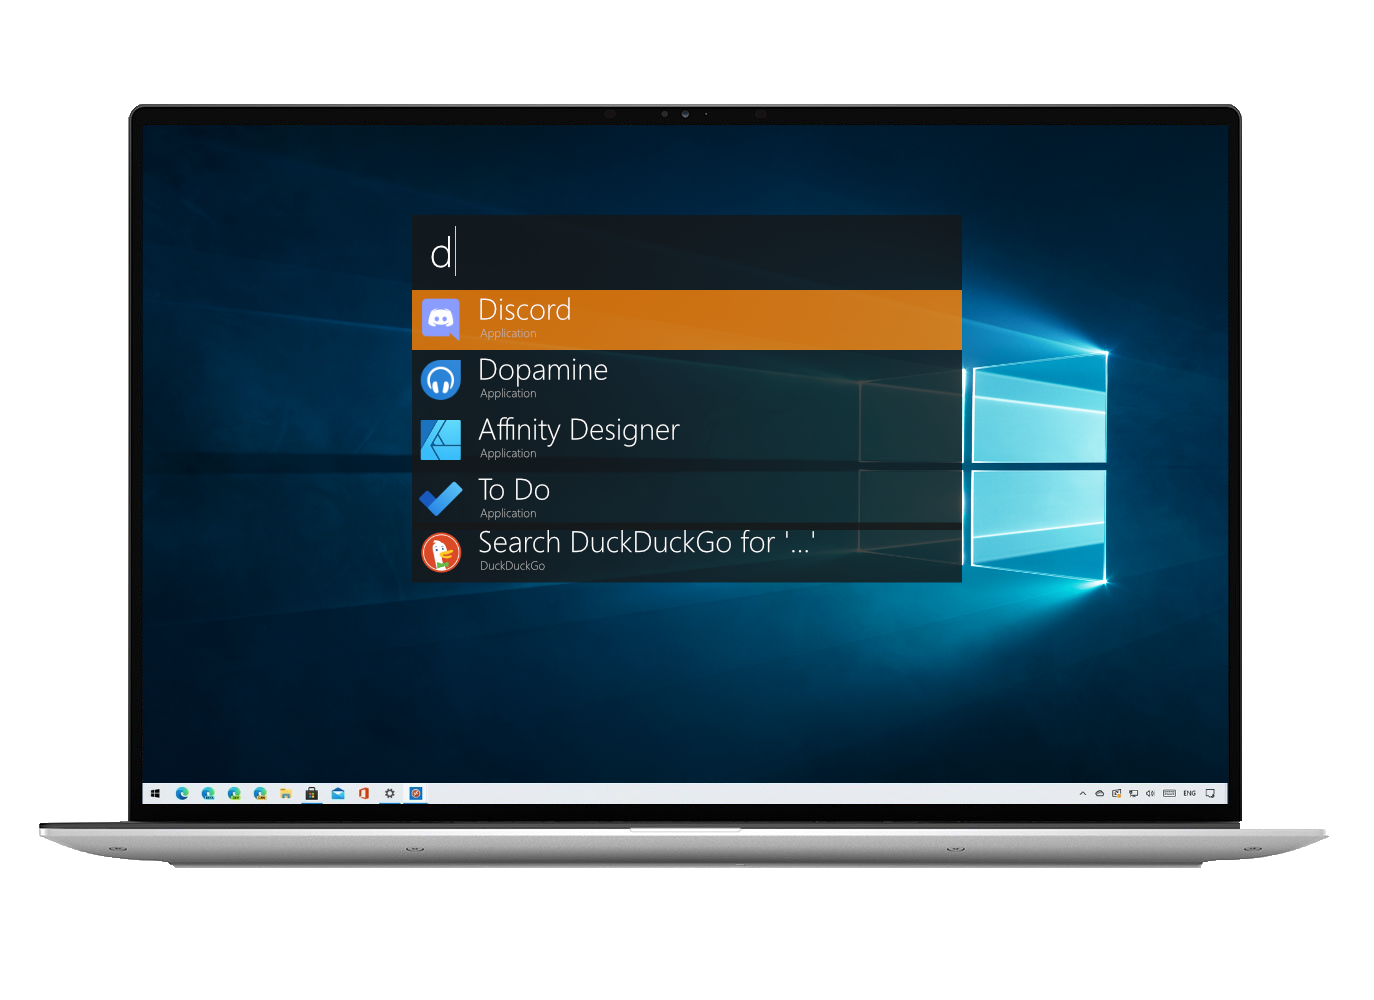 d
Discord
Application
Dopamine
Application
Affinity Designer
Application
To Do
Application
Search DuckDuckGo for '...'
DuckDuckGo
ENG